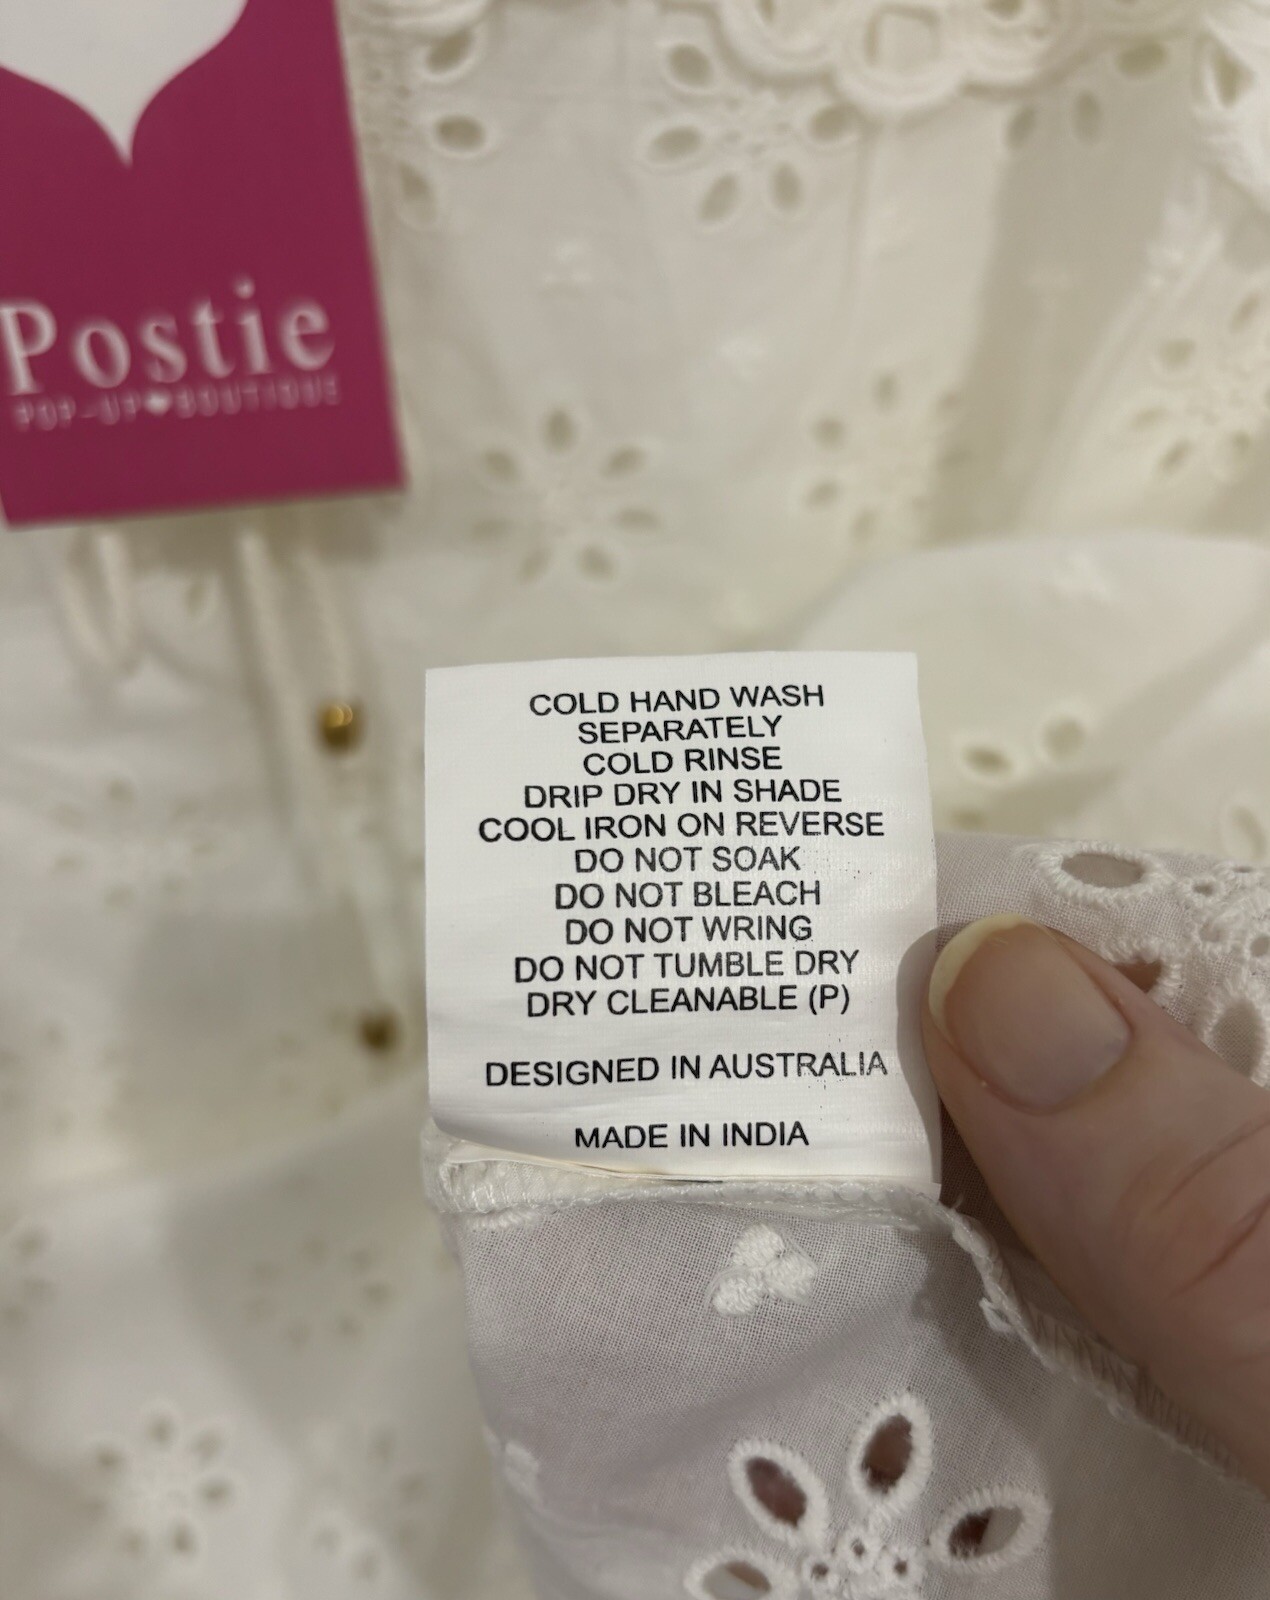 Postie
POP-UP♥BOUTIQUE
COLD HAND WASH
SEPARATELY
COLD RINSE
DRIP DRY IN SHADE
COOL IRON ON REVERSE
DO NOT SOAK
DO NOT BLEACH
DO NOT WRING
DO NOT TUMBLE DRY
DRY CLEANABLE (P)
DESIGNED IN AUSTRALIA
MADE IN INDIA